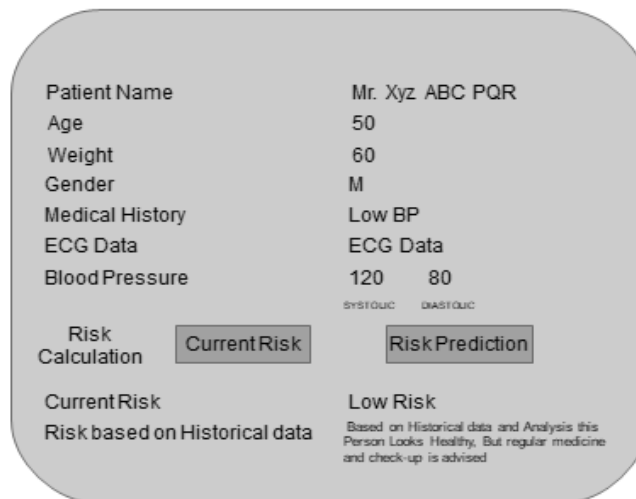 Patient Name Mr. Xyz ABC PQR
Age 50
Weight 60
Gender M
Medical History Low BP
ECG Data ECG Data
Blood Pressure 120 80
SYSTOLIC DIASTOLIC
Risk
Calculation Current Risk Risk Prediction
Current Risk Low Risk
Risk based on Historical data Based on Historical data and Analysis this
Person Looks Healthy, But regular medicine
and check-up is advised